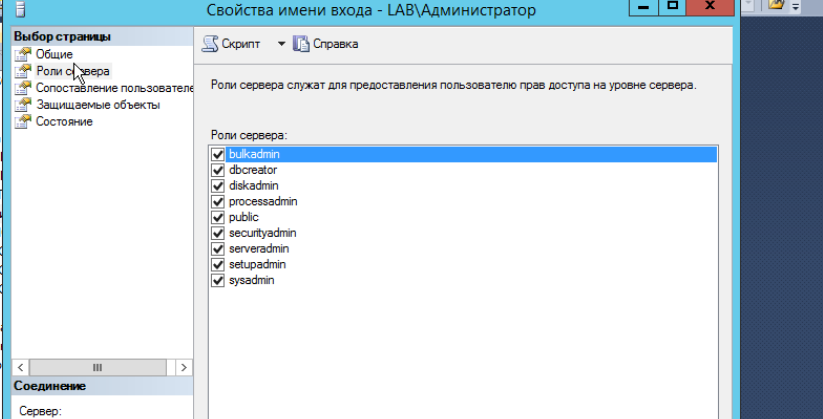 Свойства имени входа - LAB\Администратор
Выбор страницы
Общие
Роли сервера
Сопоставление пользователе
Защищаемые объекты
Состояние
Скрипт
Справка
Роли сервера служат для предоставления пользователю прав доступа на уровне сервера.
Роли сервера:
bulkadmin
dbcreator
diskadmin
processadmin
public
securityadmin
serveradmin
setupadmin
sysadmin
Соединение
Сервер: